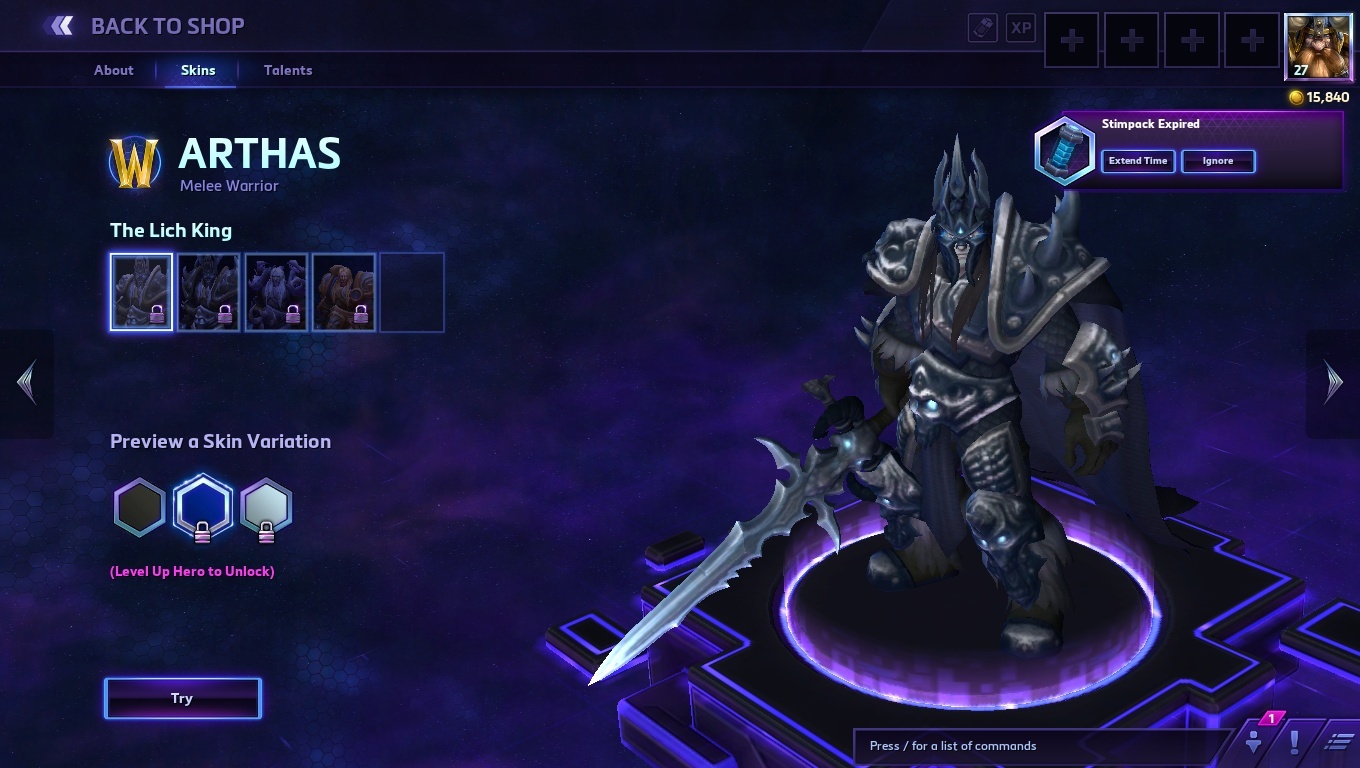 BACK TO SHOP
XP
27
15,840
About
Skins
Talents
Stimpack Expired
Extend Time
Ignore
W
ARTHAS
Melee Warrior
The Lich King
Preview a Skin Variation
(Level Up Hero to Unlock)
Try
Press / for a list of commands
1
!